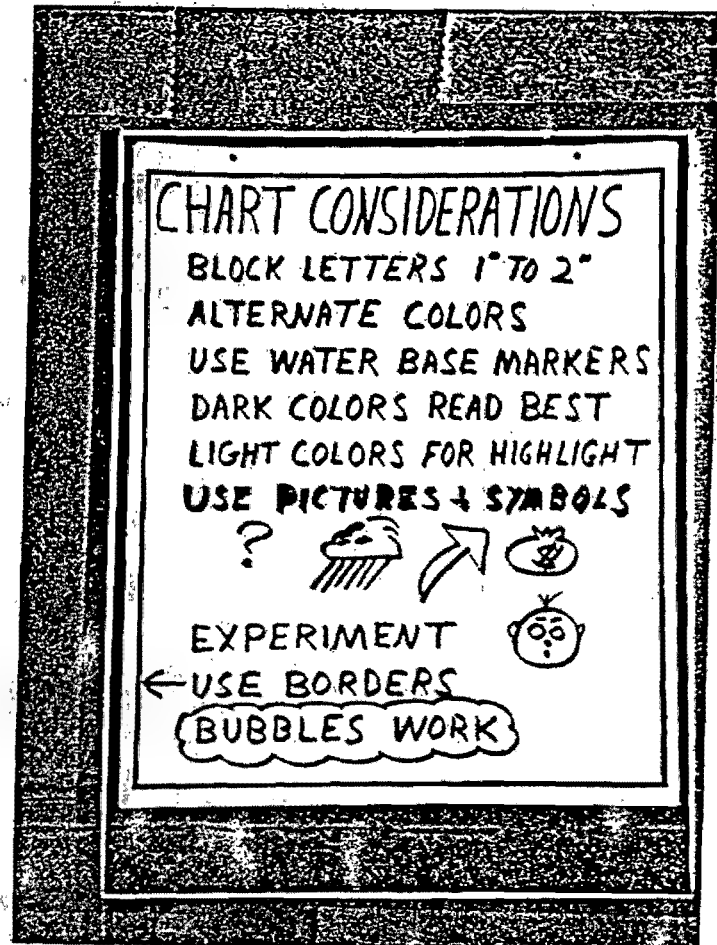 CHART CONSIDERATIONS
BLOCK LETTERS 1" TO 2"
ALTERNATE COLORS
USE WATER BASE MARKERS
DARK COLORS READ BEST
LIGHT COLORS FOR HIGHLIGHT
USE PICTURES & SYMBOLS
?
$
EXPERIMENT
←USE BORDERS
BUBBLES WORK